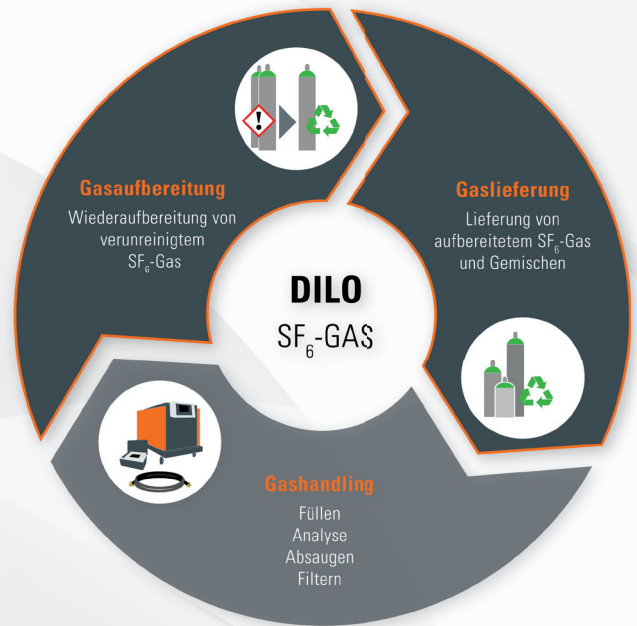 Gasaufbereitung
Wiederaufbereitung von
verunreinigtem
SF₆-Gas
Gaslieferung
Lieferung von
aufbereitetem SF₆-Gas
und Gemischen
DILO
SF₆-GAS
Gashandling
Füllen
Analyse
Absaugen
Filtern